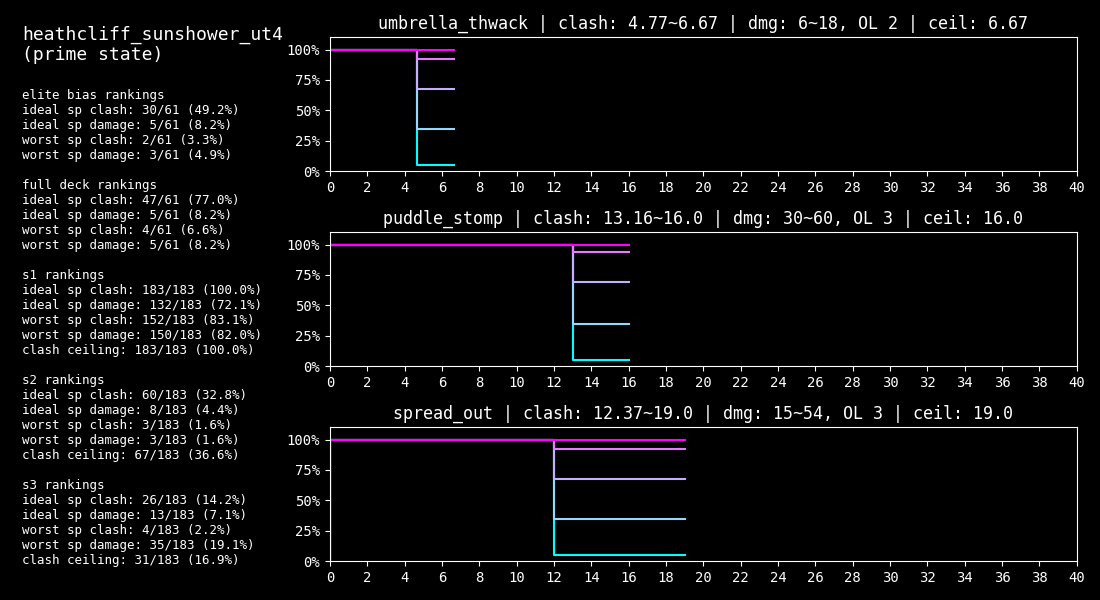 heathcliff_sunshower_ut4
(prime state)
elite bias rankings
ideal sp clash: 30/61 (49.2%)
ideal sp damage: 5/61 (8.2%)
worst sp clash: 2/61 (3.3%)
worst sp damage: 3/61 (4.9%)
full deck rankings
ideal sp clash: 47/61 (77.0%)
ideal sp damage: 5/61 (8.2%)
worst sp clash: 4/61 (6.6%)
worst sp damage: 5/61 (8.2%)
s1 rankings
ideal sp clash: 183/183 (100.0%)
ideal sp damage: 132/183 (72.1%)
worst sp clash: 152/183 (83.1%)
worst sp damage: 150/183 (82.0%)
clash ceiling: 183/183 (100.0%)
s2 rankings
ideal sp clash: 60/183 (32.8%)
ideal sp damage: 8/183 (4.4%)
worst sp clash: 3/183 (1.6%)
worst sp damage: 3/183 (1.6%)
clash ceiling: 67/183 (36.6%)
s3 rankings
ideal sp clash: 26/183 (14.2%)
ideal sp damage: 13/183 (7.1%)
worst sp clash: 4/183 (2.2%)
worst sp damage: 35/183 (19.1%)
clash ceiling: 31/183 (16.9%)
umbrella_thwack | clash: 4.77~6.67 | dmg: 6~18, OL 2 | ceil: 6.67
100%
75%
50%
25%
0%
0 2 4 6 8 10 12 14 16 18 20 22 24 26 28 30 32 34 36 38 40
puddle_stomp | clash: 13.16~16.0 | dmg: 30~60, OL 3 | ceil: 16.0
100%
75%
50%
25%
0%
0 2 4 6 8 10 12 14 16 18 20 22 24 26 28 30 32 34 36 38 40
spread_out | clash: 12.37~19.0 | dmg: 15~54, OL 3 | ceil: 19.0
100%
75%
50%
25%
0%
0 2 4 6 8 10 12 14 16 18 20 22 24 26 28 30 32 34 36 38 40